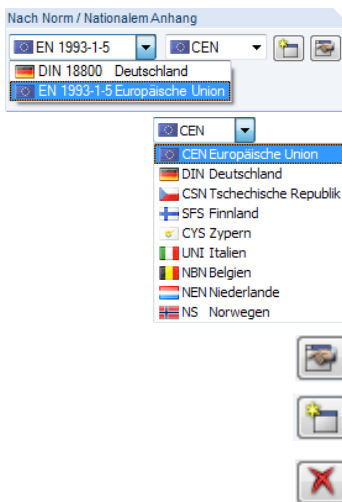 Nach Norm / Nationalem Anhang
EN 1993-1-5 CEN
DIN 18800 Deutschland
EN 1993-1-5 Europäische Union
CEN
CEN Europäische Union
DIN Deutschland
CSN Tschechische Republik
SFS Finnland
CYS Zypern
UNI Italien
NBN Belgien
NEN Niederlande
NS Norwegen